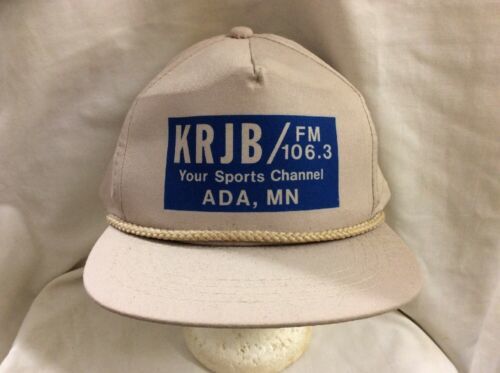 KRJB/FM 106.3
Your Sports Channel
ADA, MN